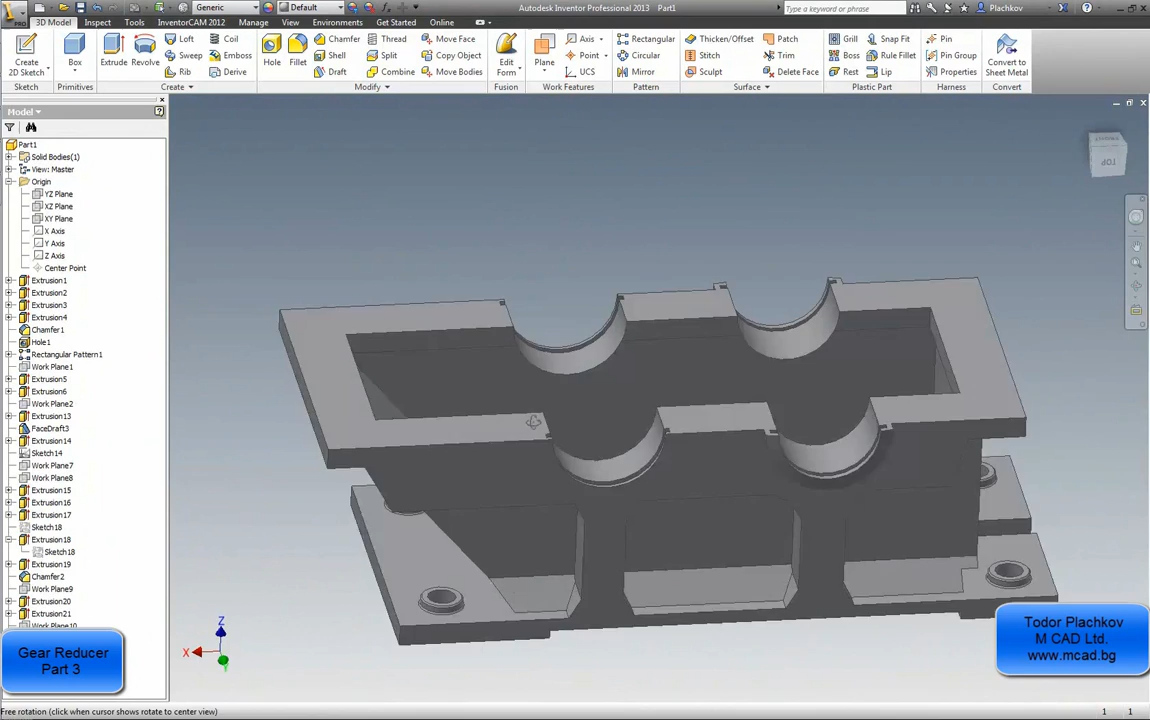 Generic
Default
Autodesk Inventor Professional 2013 Part1
Type a keyword or phrase
Plachkov
3D Model Inspect Tools InventorCAM 2012 Manage View Environments Get Started Online
Create 2D Sketch
Box
Extrude
Revolve
Loft
Sweep
Rib
Coil
Emboss
Derive
Hole
Fillet
Chamfer
Shell
Draft
Thread
Split
Combine
Move Face
Copy Object
Move Bodies
Edit Form
Plane
Axis
Point
UCS
Rectangular
Circular
Mirror
Thicken/Offset
Stitch
Sculpt
Patch
Trim
Delete Face
Grill
Boss
Rest
Snap Fit
Rule Fillet
Lip
Pin
Pin Group
Properties
Convert to Sheet Metal
Sketch Primitives Create Modify Fusion Work Features Pattern Surface Plastic Part Harness Convert
Model
Part1
Solid Bodies(1)
View: Master
Origin
YZ Plane
XZ Plane
XY Plane
X Axis
Y Axis
Z Axis
Center Point
Extrusion1
Extrusion2
Extrusion3
Extrusion4
Chamfer1
Hole1
Rectangular Pattern1
Work Plane1
Extrusion5
Extrusion6
Work Plane2
Extrusion13
FaceDraft3
Extrusion14
Sketch14
Work Plane7
Work Plane8
Extrusion15
Extrusion16
Extrusion17
Sketch18
Extrusion18
Sketch18
Extrusion19
Chamfer2
Work Plane9
Extrusion20
Extrusion21
Work Plane10
Gear Reducer
Part 3
TOP
Z
X
Todor Plachkov
M CAD Ltd.
www.mcad.bg
Free rotation (click when cursor shows rotate to center view)
1 1